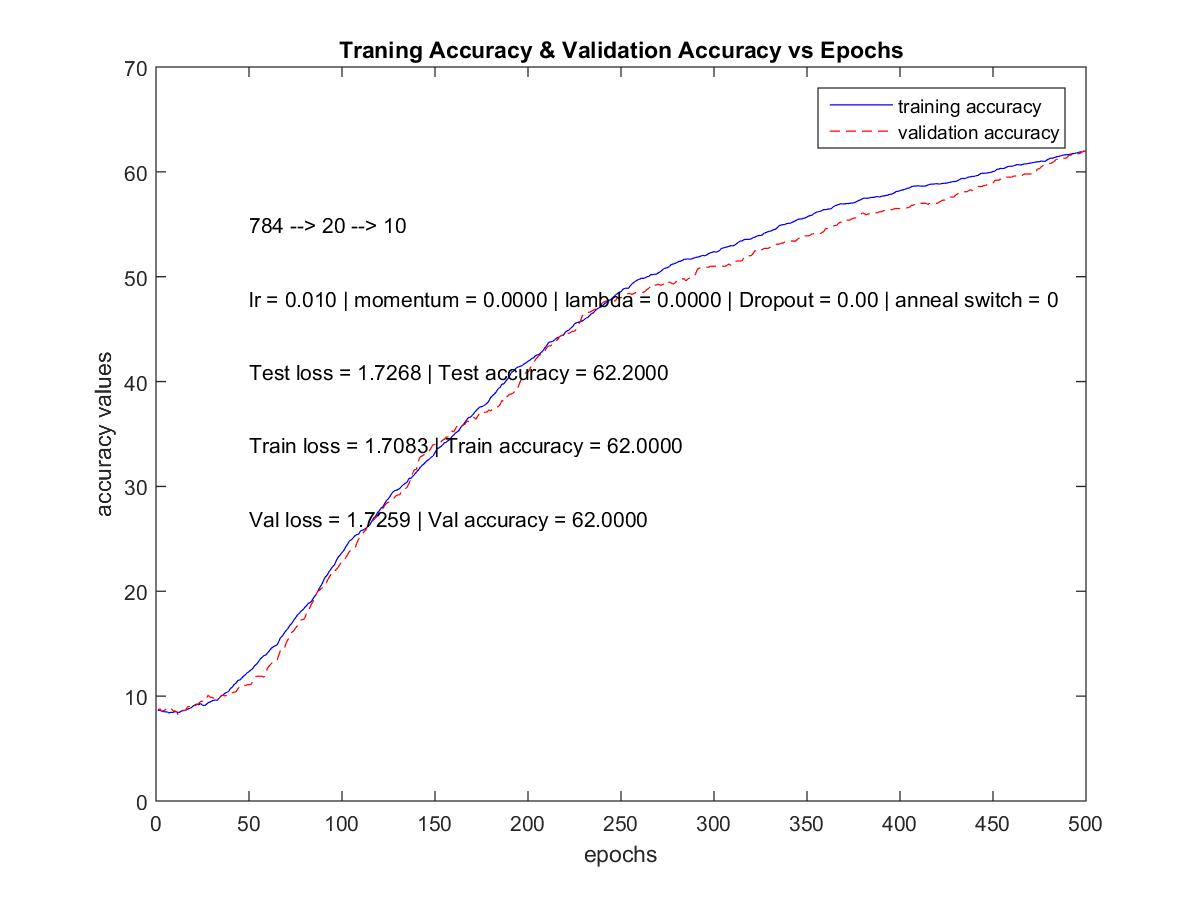 Traning Accuracy & Validation Accuracy vs Epochs
70
training accuracy
validation accuracy
60
784 --> 20 --> 10
50
lr = 0.010 | momentum = 0.0000 | lambda = 0.0000 | Dropout = 0.00 | anneal switch = 0
40
Test loss = 1.7268 | Test accuracy = 62.2000
Train loss = 1.7083 | Train accuracy = 62.0000
30
Val loss = 1.7259 | Val accuracy = 62.0000
20
10
0
accuracy values
0 50 100 150 200 250 300 350 400 450 500
epochs